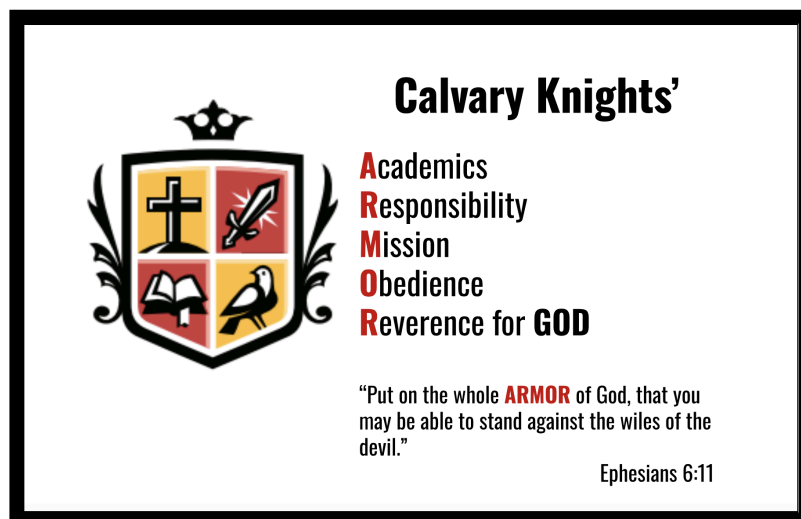 Calvary Knights’
Academics
Responsibility
Mission
Obedience
Reverence for GOD
“Put on the whole ARMOR of God, that you
may be able to stand against the wiles of the
devil.”
Ephesians 6:11